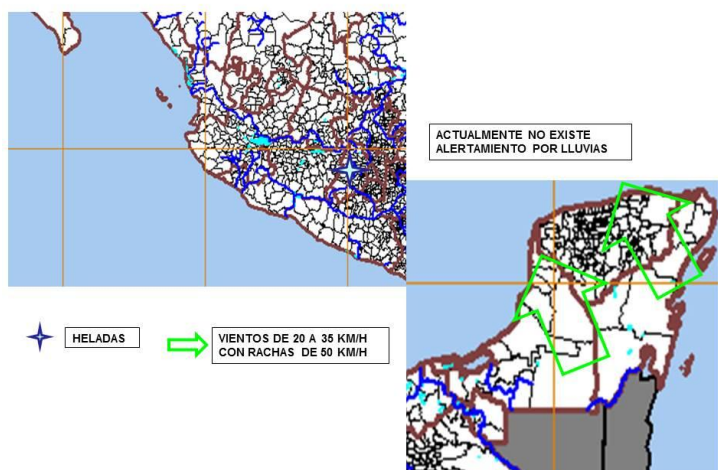 ACTUALMENTE NO EXISTE
ALERTAMIENTO POR LLUVIAS
HELADAS
VIENTOS DE 20 A 35 KM/H
CON RACHAS DE 50 KM/H